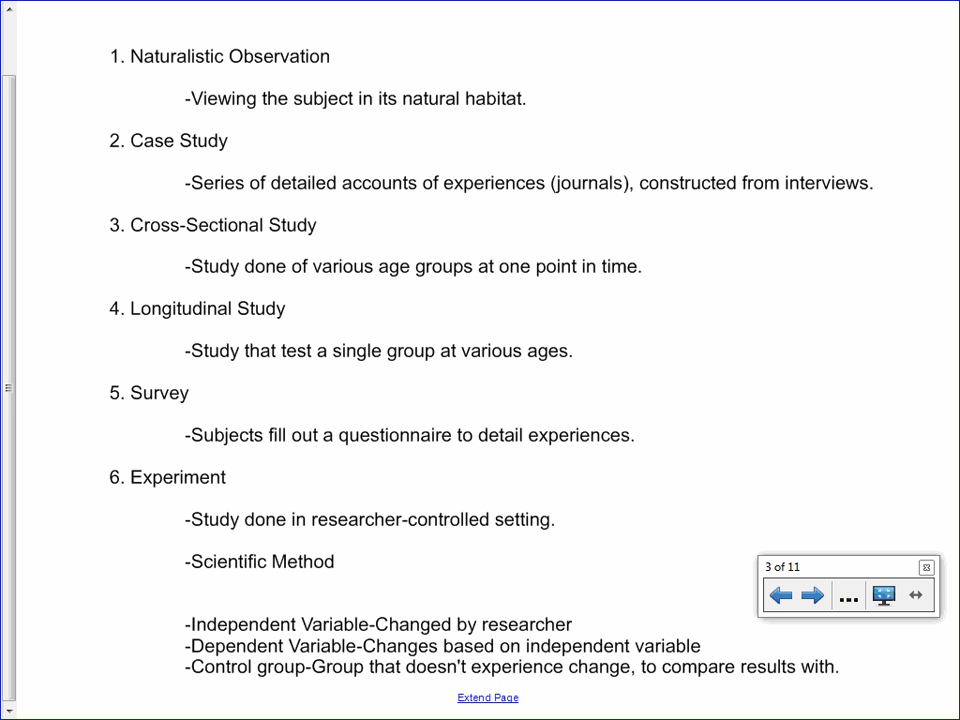 1. Naturalistic Observation
-Viewing the subject in its natural habitat.
2. Case Study
-Series of detailed accounts of experiences (journals), constructed from interviews.
3. Cross-Sectional Study
-Study done of various age groups at one point in time.
4. Longitudinal Study
-Study that test a single group at various ages.
5. Survey
-Subjects fill out a questionnaire to detail experiences.
6. Experiment
-Study done in researcher-controlled setting.
-Scientific Method
3 of 11
...
-Independent Variable-Changed by researcher
-Dependent Variable-Changes based on independent variable
-Control group-Group that doesn't experience change, to compare results with.
Extend Page